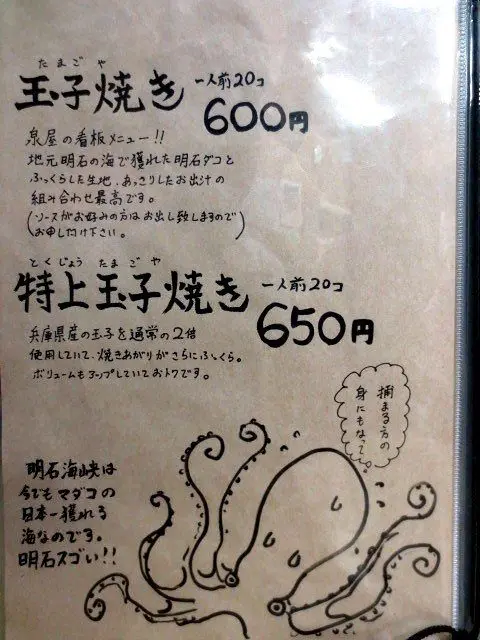 たまごや
玉子焼き 一人前20コ
600円
泉屋の看板メニュー!!
地元明石の海で獲れた明石ダコと
ふっくらした生地、あっさりしたお出汁の
組み合わせ最高です。
(ソースがお好みの方はお出し致しますので
お申し付け下さい。)
とくじょう たまごや
特上玉子焼き 一人前20コ
650円
兵庫県産の玉子を通常の2倍
使用していて、焼きあがりがさらにふっくら。
ボリュームもアップしていておトクです。
捕まる方の
身にもなって
明石海峡は
今でもマダコの
日本一獲れる
海なのです。
明石スゴい!!